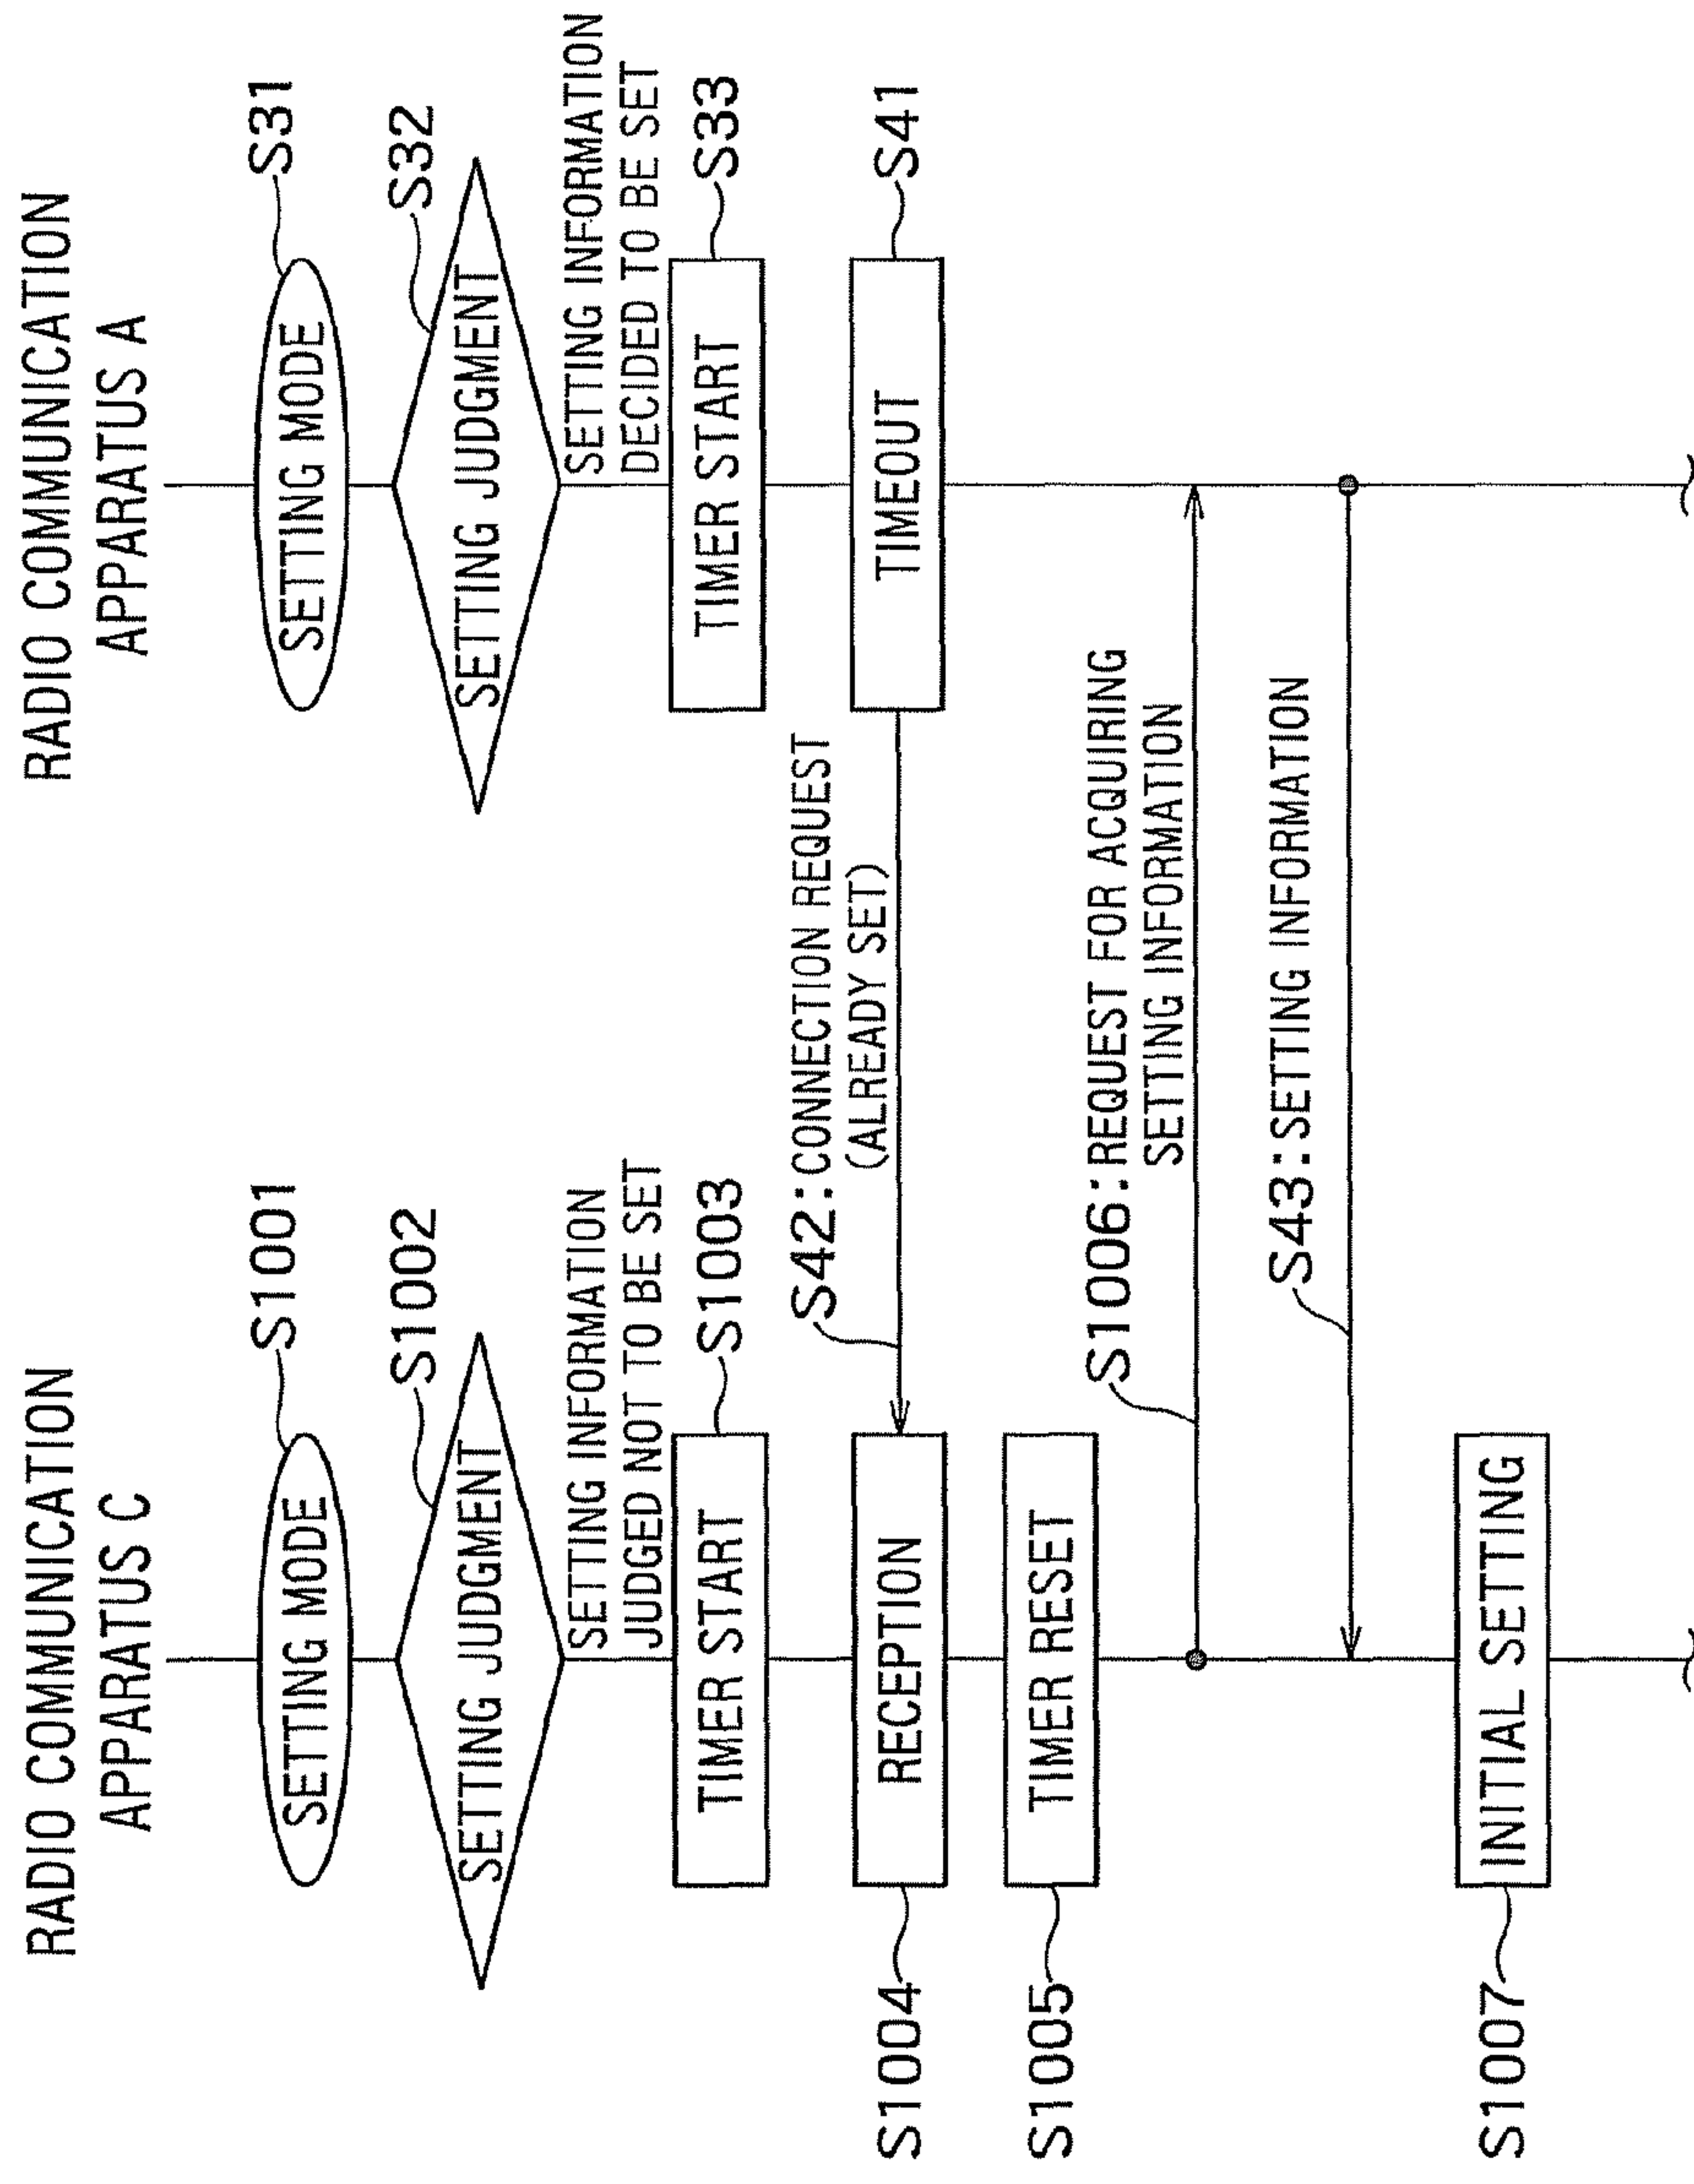 RADIO COMMUNICATION
APPARATUS C
RADIO COMMUNICATION
APPARATUS A
SETTING MODE
S1001
SETTING MODE
S31
SETTING JUDGMENT
S1002
SETTING JUDGMENT
S32
SETTING INFORMATION
JUDGED NOT TO BE SET
SETTING INFORMATION
DECIDED TO BE SET
TIMER START
S1003
TIMER START
S33
S42:CONNECTION REQUEST
(ALREADY SET)
S1004
RECEPTION
TIMEOUT
S41
S1005
TIMER RESET
S1006:REQUEST FOR ACQUIRING
SETTING INFORMATION
S43:SETTING INFORMATION
S1007
INITIAL SETTING